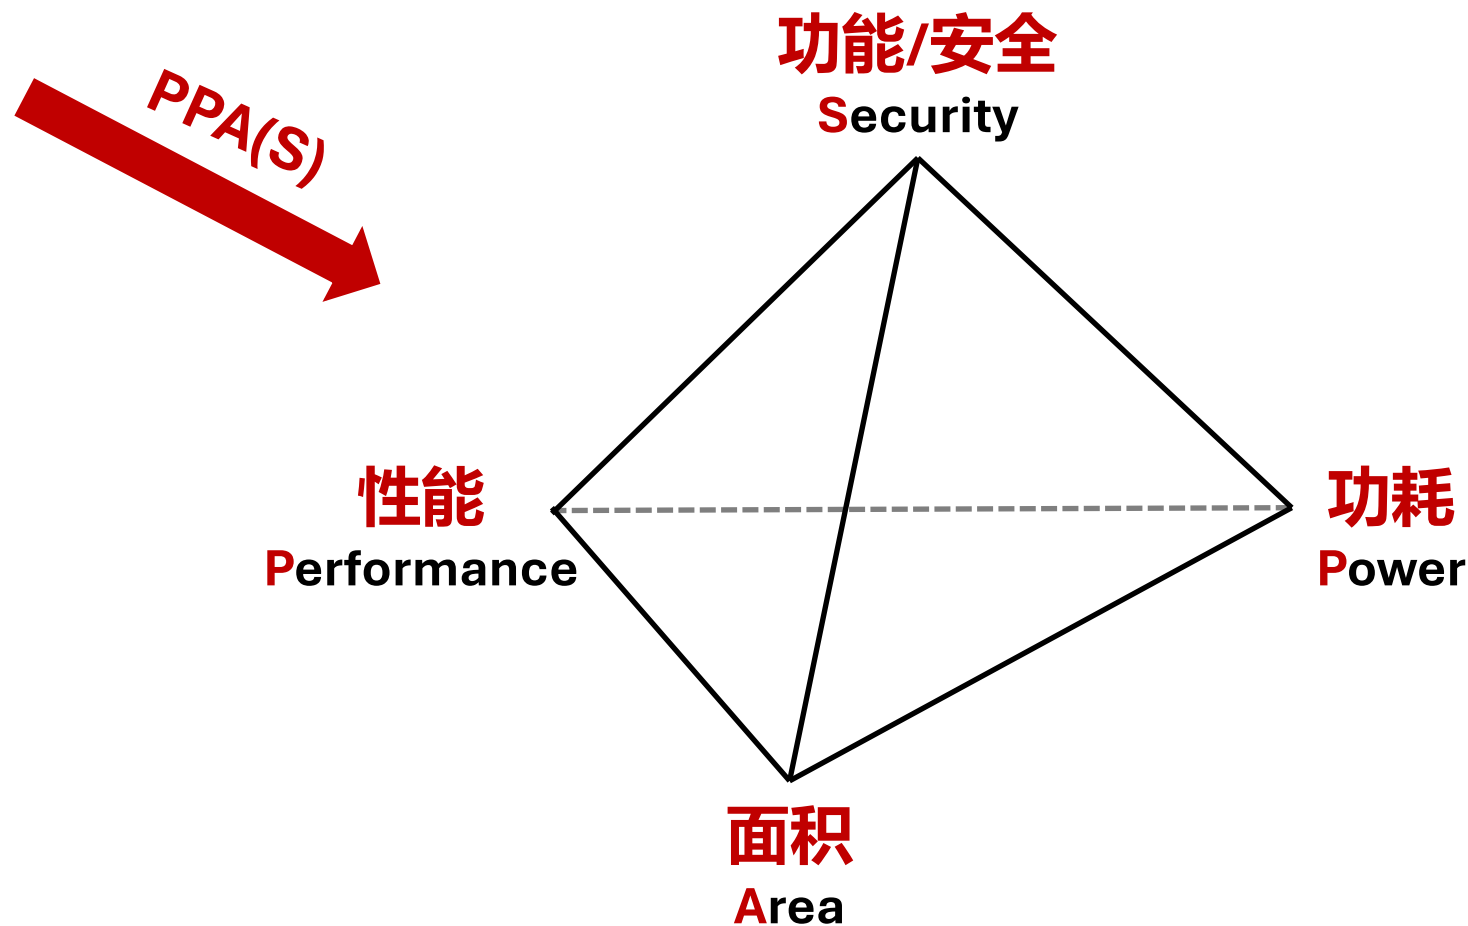 功能/安全
Security
PPA(S)
性能
Performance
功耗
Power
面积
Area